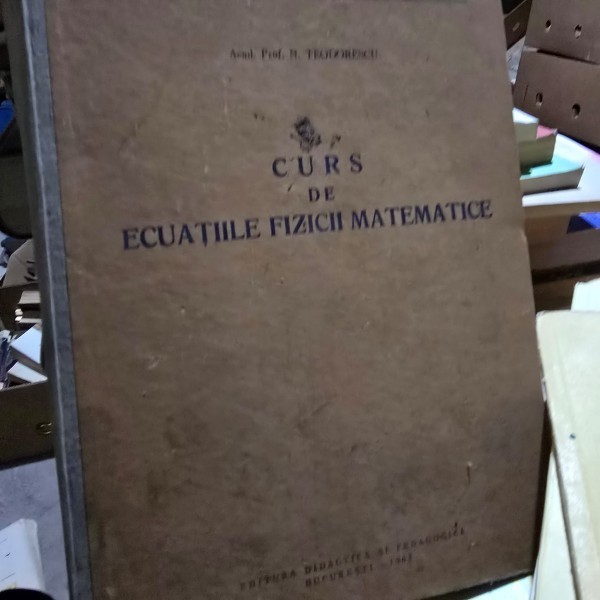 Acad. Prof. N. TEODORESCU
CURS
DE
ECUAȚIILE FIZICII MATEMATICE
EDITURA DIDACTICĂ ȘI PEDAGOGICĂ
BUCUREȘTI